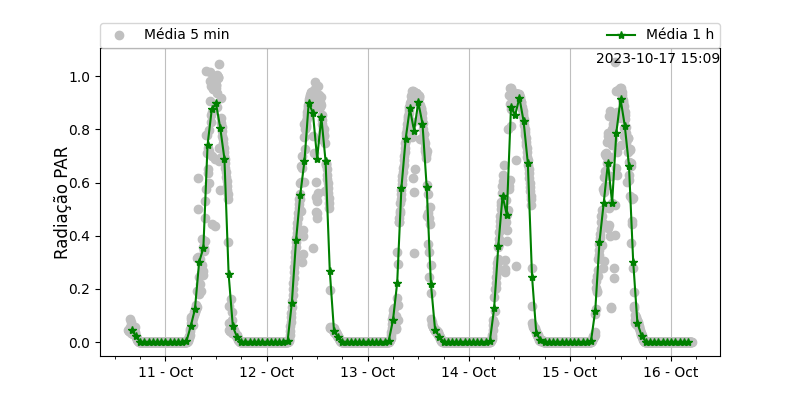 Média 5 min
Média 1 h
2023-10-17 15:09
1.0
0.8
0.6
0.4
0.2
0.0
Radiação PAR
11 - Oct
12 - Oct
13 - Oct
14 - Oct
15 - Oct
16 - Oct